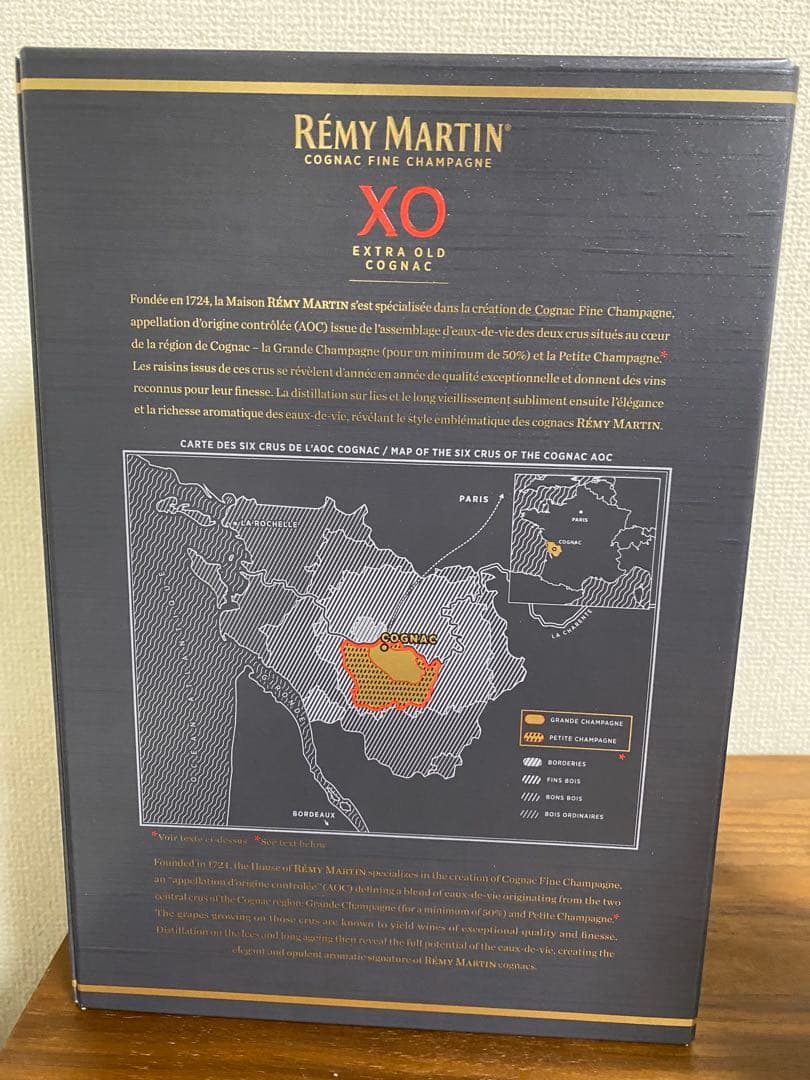 RÉMY MARTIN®
COGNAC FINE CHAMPAGNE
XO
EXTRA OLD
COGNAC
Fondée en 1724, la Maison RÉMY MARTIN s'est spécialisée dans la création de Cognac Fine Champagne,
appellation d'origine contrôlée (AOC) issue de l'assemblage d'eaux-de-vie des deux crus situés au cœur
de la région de Cognac – la Grande Champagne (pour un minimum de 50%) et la Petite Champagne.*
Les raisins issus de ces crus se révèlent d'année en année de qualité exceptionnelle et donnent des vins
reconnus pour leur finesse. La distillation sur lies et le long vieillissement subliment ensuite l'élégance
et la richesse aromatique des eaux-de-vie, révélant le style emblématique des cognacs RÉMY MARTIN.
CARTE DES SIX CRUS DE L'AOC COGNAC / MAP OF THE SIX CRUS OF THE COGNAC AOC
PARIS
PARIS
COGNAC
LA ROCHELLE
LA CHARENTE
COGNAC
GIRONDE
OCÉAN
BORDEAUX
GRANDE CHAMPAGNE
PETITE CHAMPAGNE
*
BORDERIES
FINS BOIS
BONS BOIS
BOIS ORDINAIRES
*Voir texte ci-dessus *See text below
Founded in 1724, the House of RÉMY MARTIN specializes in the creation of Cognac Fine Champagne,
an "appellation d'origine contrôlée" (AOC) defining a blend of eaux-de-vie originating from the two
central crus of the Cognac region: Grande Champagne (for a minimum of 50%) and Petite Champagne.*
The grapes growing on those crus are known to yield wines of exceptional quality and finesse.
Distillation on the lees and long ageing then reveal the full potential of the eaux-de-vie, creating the
elegant and opulent aromatic signature of RÉMY MARTIN cognacs.